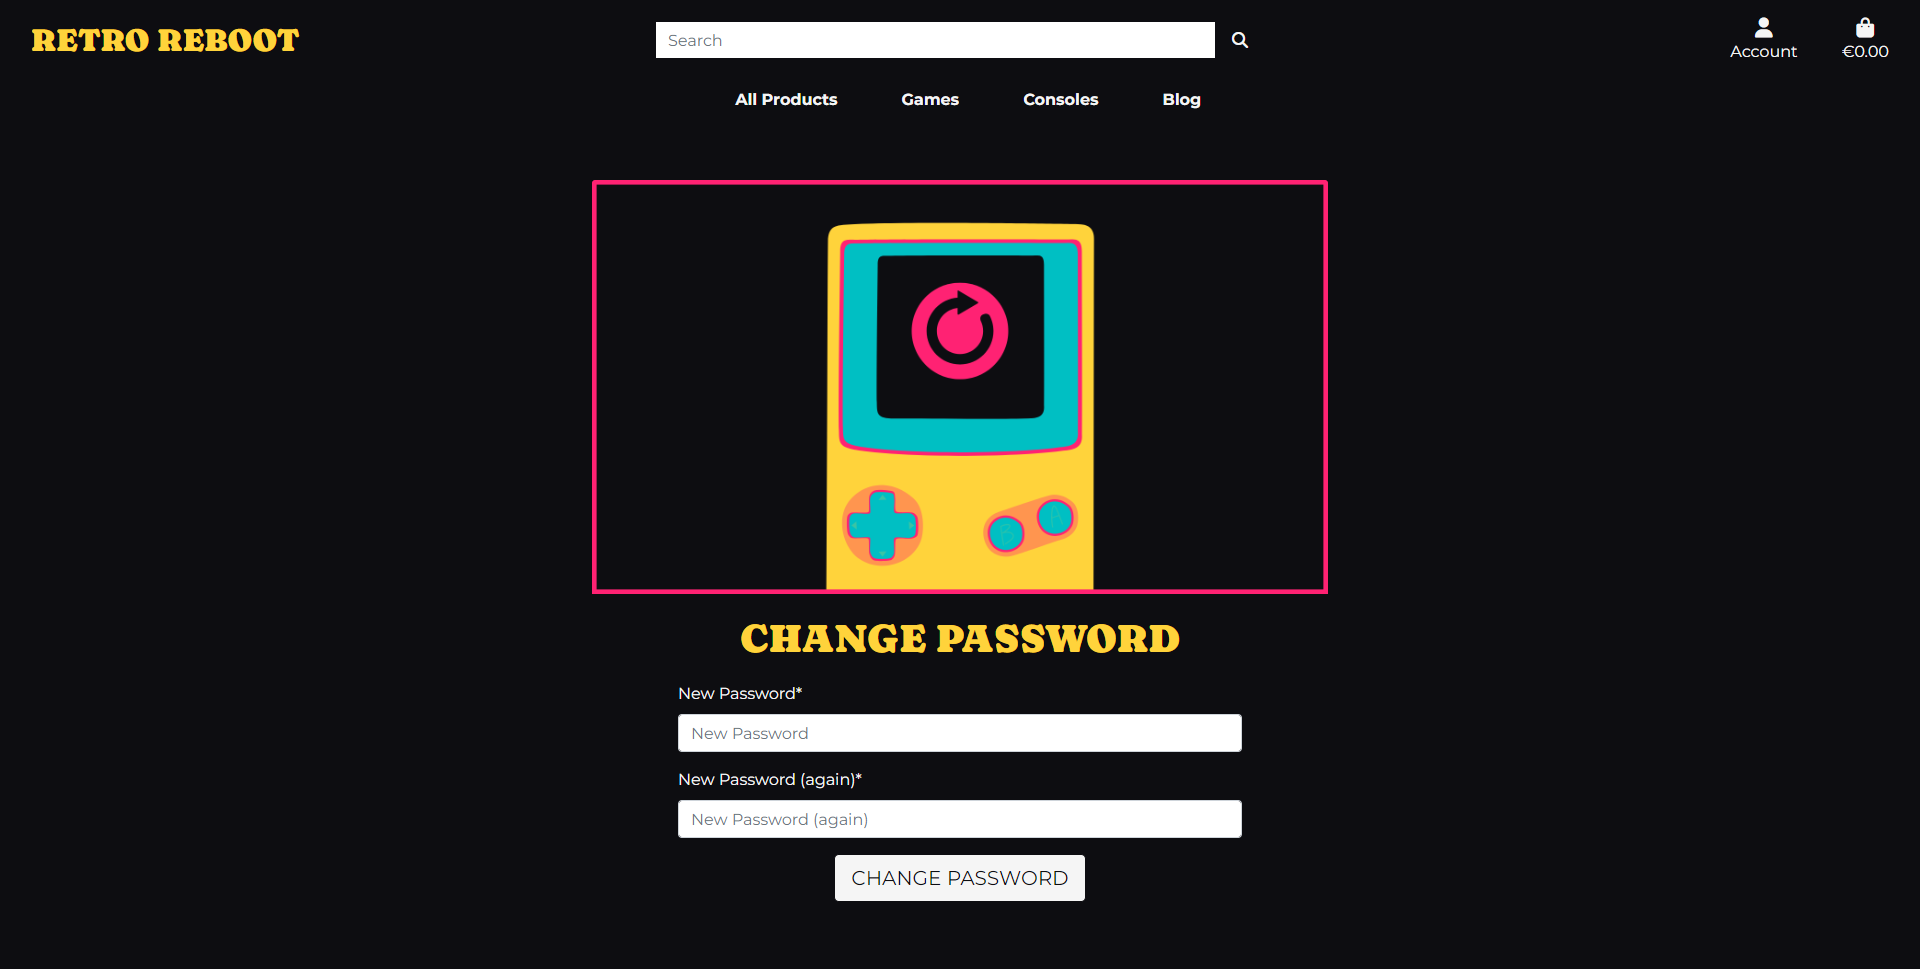 RETRO REBOOT
Search
Account
€0.00
All Products
Games
Consoles
Blog
B
A
CHANGE PASSWORD
New Password*
New Password
New Password (again)*
New Password (again)
CHANGE PASSWORD